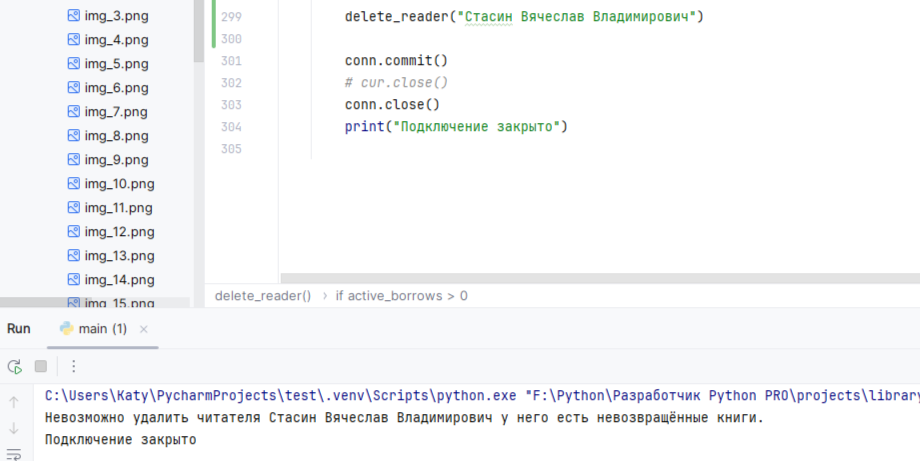 img_3.png
img_4.png
img_5.png
img_6.png
img_7.png
img_8.png
img_9.png
img_10.png
img_11.png
img_12.png
img_13.png
img_14.png
img_15.png
299 delete_reader("Стасин Вячеслав Владимирович")
300
301 conn.commit()
302 # cur.close()
303 conn.close()
304 print("Подключение закрыто")
305
delete_reader() › if active_borrows > 0
Run main (1) ×
C:\Users\Katy\PycharmProjects\test\.venv\Scripts\python.exe "F:\Python\Разработчик Python PRO\projects\library
Невозможно удалить читателя Стасин Вячеслав Владимирович у него есть невозвращённые книги.
Подключение закрыто